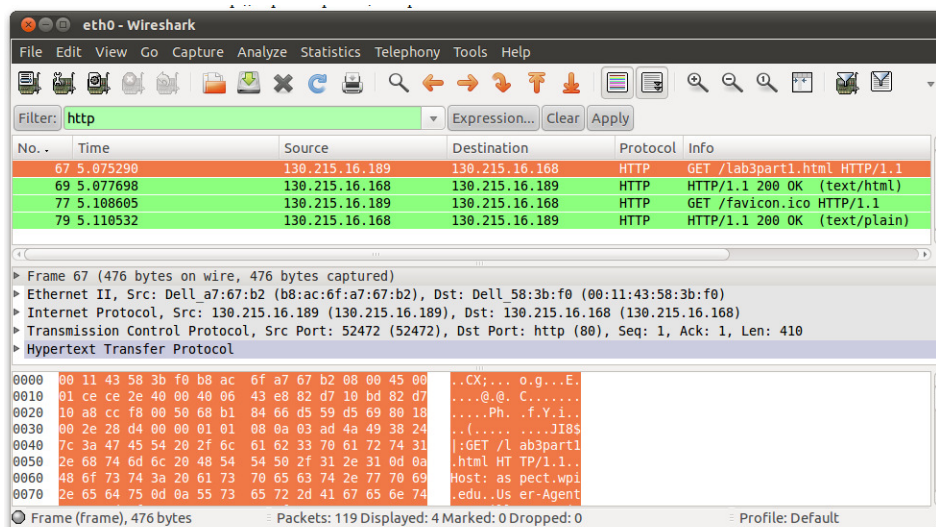 eth0 - Wireshark
File Edit View Go Capture Analyze Statistics Telephony Tools Help
Filter: http Expression... Clear Apply
No. . Time Source Destination Protocol Info
67 5.075290 130.215.16.189 130.215.16.168 HTTP GET /lab3part1.html HTTP/1.1
69 5.077698 130.215.16.168 130.215.16.189 HTTP HTTP/1.1 200 OK (text/html)
77 5.108605 130.215.16.189 130.215.16.168 HTTP GET /favicon.ico HTTP/1.1
79 5.110532 130.215.16.168 130.215.16.189 HTTP HTTP/1.1 200 OK (text/plain)
Frame 67 (476 bytes on wire, 476 bytes captured)
Ethernet II, Src: Dell_a7:67:b2 (b8:ac:6f:a7:67:b2), Dst: Dell_58:3b:f0 (00:11:43:58:3b:f0)
Internet Protocol, Src: 130.215.16.189 (130.215.16.189), Dst: 130.215.16.168 (130.215.16.168)
Transmission Control Protocol, Src Port: 52472 (52472), Dst Port: http (80), Seq: 1, Ack: 1, Len: 410
Hypertext Transfer Protocol
0000 00 11 43 58 3b f0 b8 ac 6f a7 67 b2 08 00 45 00 ..CX;... o.g...E.
0010 01 ce ce 2e 40 00 40 06 43 e8 82 d7 10 bd 82 d7 ....@.@. C.......
0020 10 a8 cc f8 00 50 68 b1 84 66 d5 59 d5 69 80 18 .....Ph. .f.Y.i..
0030 00 2e 28 d4 00 00 01 01 08 0a 03 ad 4a 49 38 24 ..(..... ....JI8$
0040 7c 3a 47 45 54 20 2f 6c 61 62 33 70 61 72 74 31 |:GET /l ab3part1
0050 2e 68 74 6d 6c 20 48 54 54 50 2f 31 2e 31 0d 0a .html HT TP/1.1..
0060 48 6f 73 74 3a 20 61 73 70 65 63 74 2e 77 70 69 Host: as pect.wpi
0070 2e 65 64 75 0d 0a 55 73 65 72 2d 41 67 65 6e 74 .edu..Us er-Agent
Frame (frame), 476 bytes Packets: 119 Displayed: 4 Marked: 0 Dropped: 0 Profile: Default